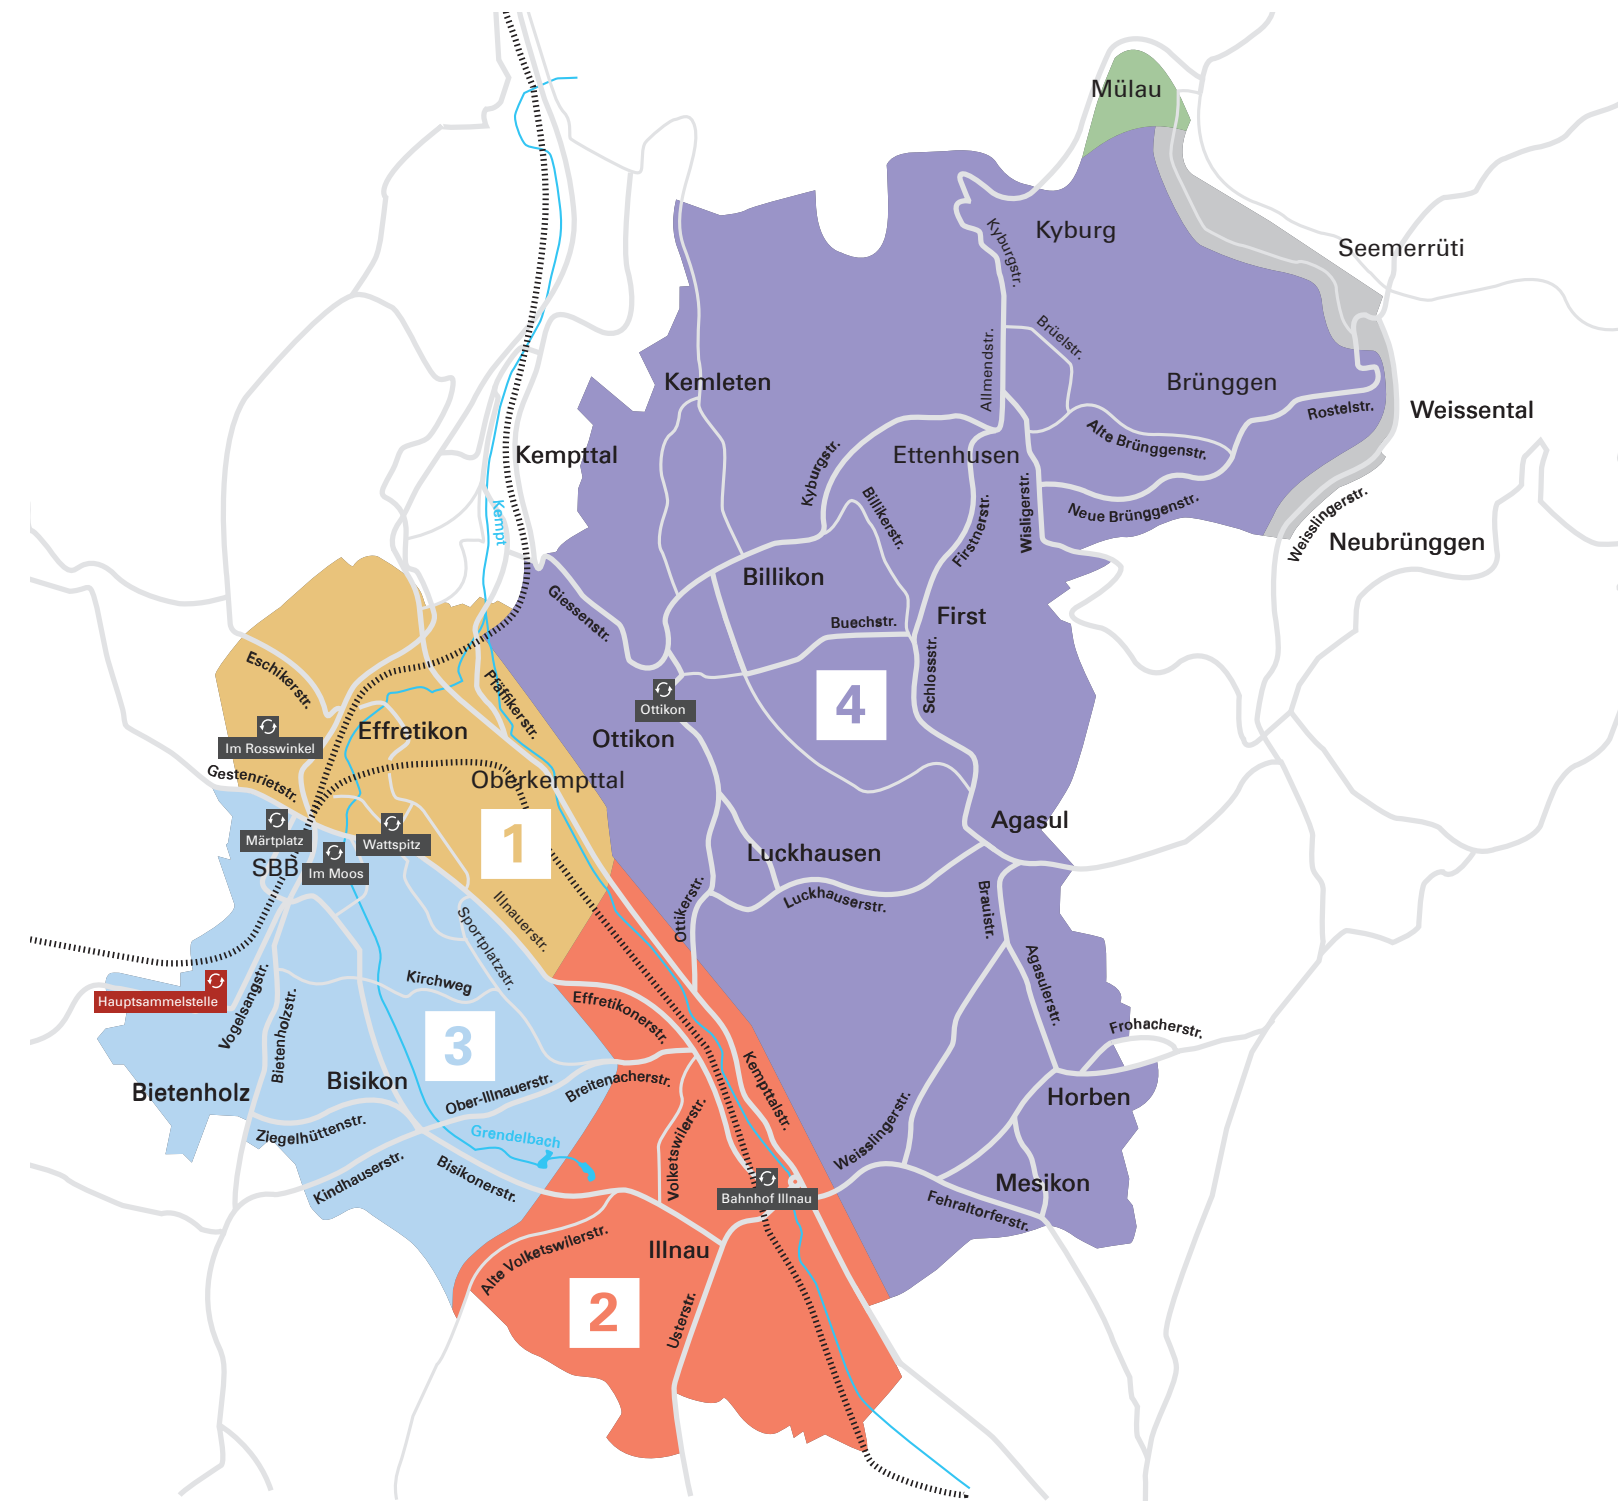 Mülau
Kyburg
Seemerrüti
Kyburgstr.
Brüelstr.
Allmendstr.
Kemleten
Brünggen
Rostelstr.
Weissental
Alte Brünggenstr.
Kempttal
Kyburgstr.
Ettenhusen
Billikerstr.
Firstnerstr.
Wisligerstr.
Neue Brünggenstr.
Weisslingerstr.
Neubrünggen
Kempt
Billikon
Giessenstr.
Buechstr.
First
Schlossstr.
Eschikerstr.
Pfäffikerstr.
Ottikon
4
Im Rosswinkel
Effretikon
Ottikon
Gestenrietstr.
Oberkempttal
Märtplatz
Wattspitz
1
Agasul
SBB
Im Moos
Luckhausen
Luckhauserstr.
Illnauerstr.
Sportplatzstr.
Ottikerstr.
Brauistr.
Agasulerstr.
Kirchweg
Hauptsammelstelle
Vogelsangstr.
Bietenholzstr.
Effretikonerstr.
Frohacherstr.
3
Bietenholz
Bisikon
Ober-Illnauerstr.
Breitenacherstr.
Kempttalstr.
Horben
Ziegelhüttenstr.
Grendelbach
Volketswilerstr.
Weisslingerstr.
Kindhauserstr.
Bisikonerstr.
Bahnhof Illnau
Mesikon
Fehraltorferstr.
Alte Volketswilerstr.
Illnau
2
Usterstr.